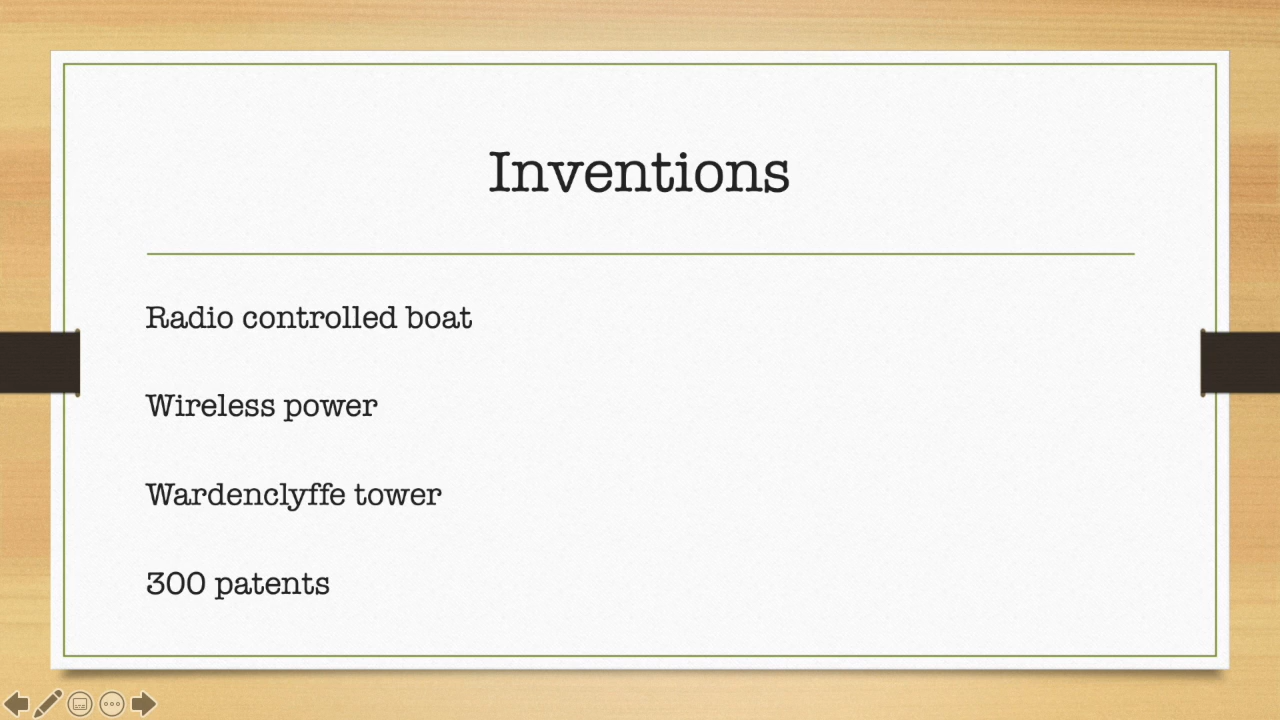 Inventions
Radio controlled boat
Wireless power
Wardenclyffe tower
300 patents